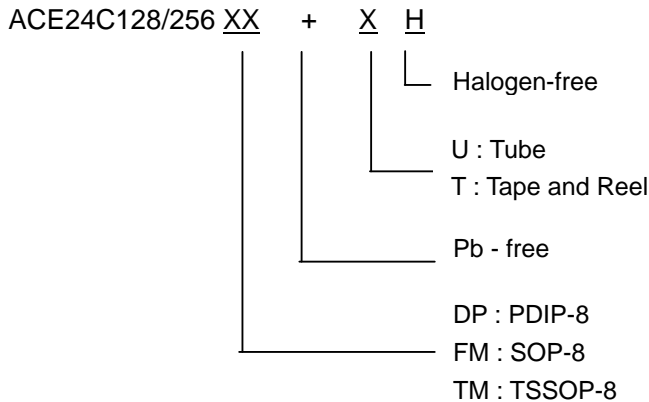 ACE24C128/256 XX + X H
Halogen-free
U : Tube
T : Tape and Reel
Pb - free
DP : PDIP-8
FM : SOP-8
TM : TSSOP-8